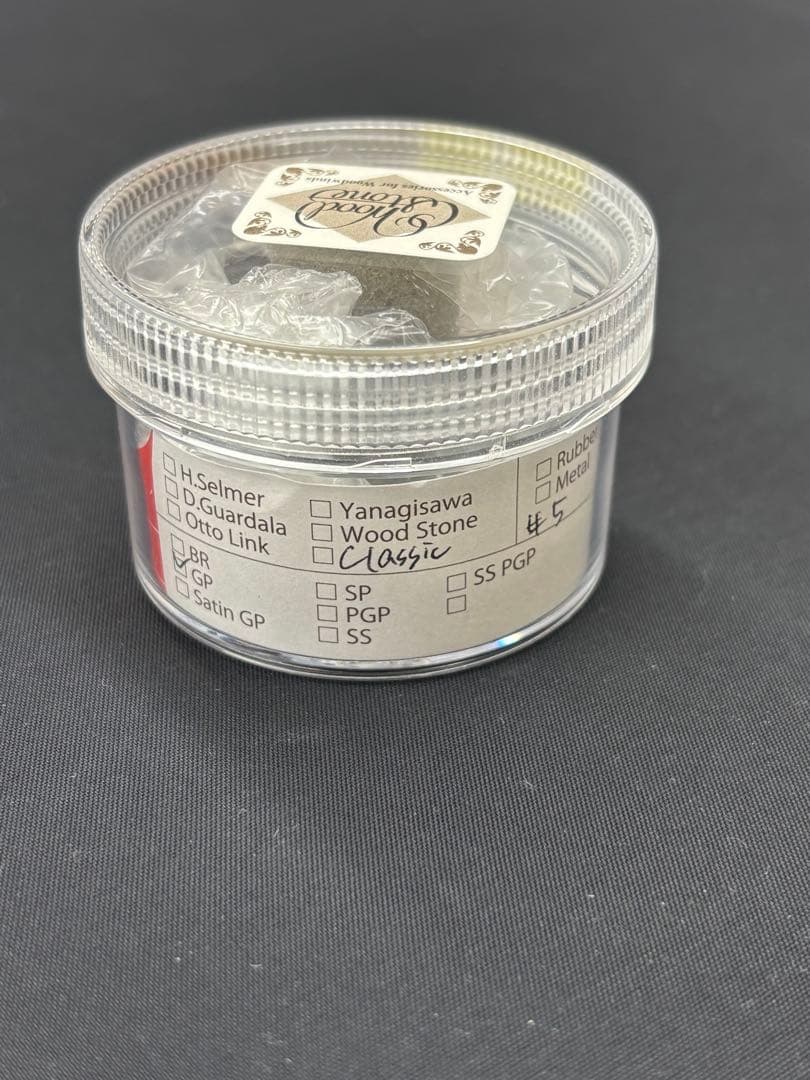 Wood
Stone
Accessories for Woodwinds
☐ H.Selmer
☐ D.Guardala
☐ Otto Link
☐ Yanagisawa
☐ Wood Stone
☐ Classic
☐ Rubber
☐ Metal
#5
☐ BR
☑ GP
☐ Satin GP
☐ SP
☐ PGP
☐ SS
☐ SS PGP
☐